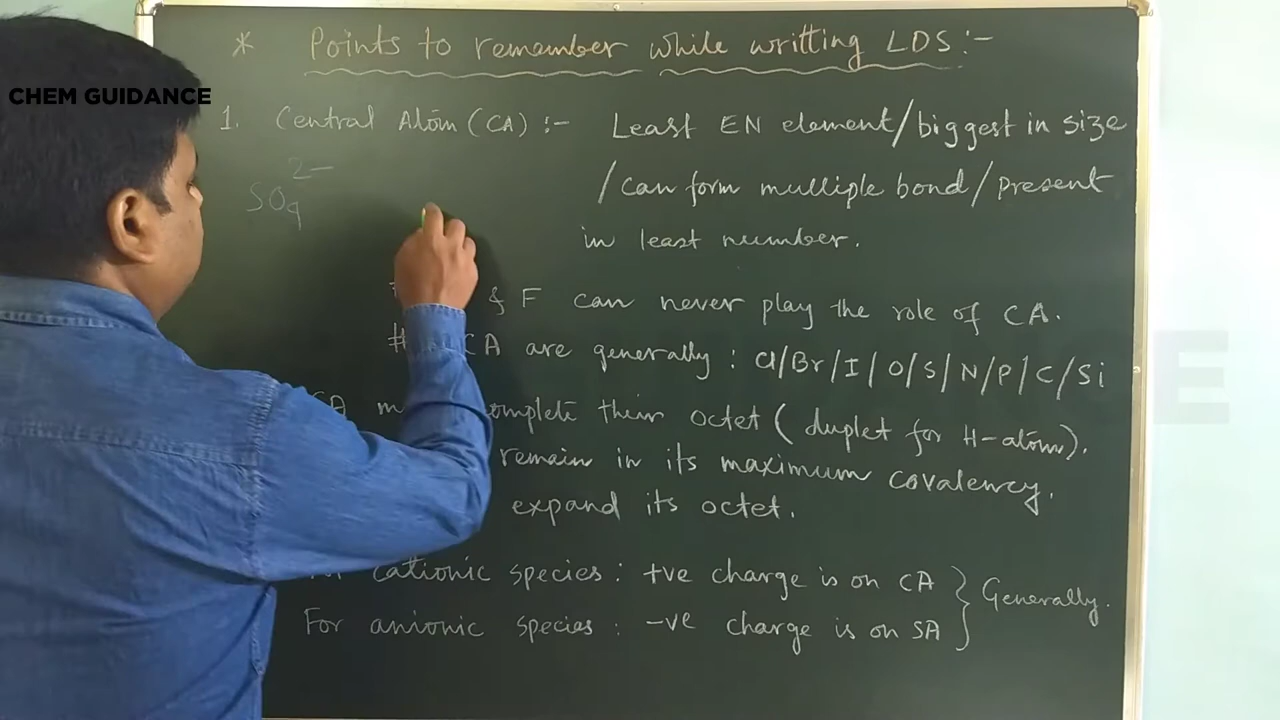 * Points to remember while writting LDS :-
CHEM GUIDANCE
1. Central Atom (CA) :- Least EN element/biggest in size
SO4 2-
/can form multiple bond/present
in least number.
& F can never play the role of CA.
# CA are generally : Cl/Br/I/O/S/N/P/C/Si
complete their octet (duplet for H-atom).
remain in its maximum covalency.
expand its octet.
cationic species : +ve charge is on CA } Generally.
For anionic species : -ve charge is on SA
E